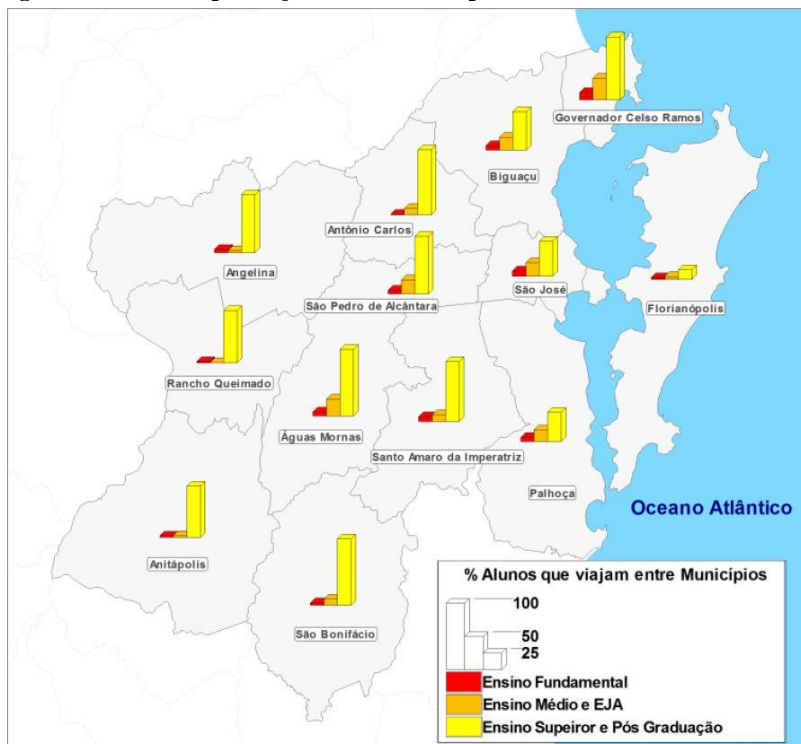 Governador Celso Ramos
Biguaçu
Antônio Carlos
Angelina
São José
São Pedro de Alcântara
Florianópolis
Rancho Queimado
Águas Mornas
Santo Amaro da Imperatriz
Palhoça
Oceano Atlântico
Anitápolis
São Bonifácio
% Alunos que viajam entre Municípios
100
50
25
Ensino Fundamental
Ensino Médio e EJA
Ensino Supeiror e Pós Graduação